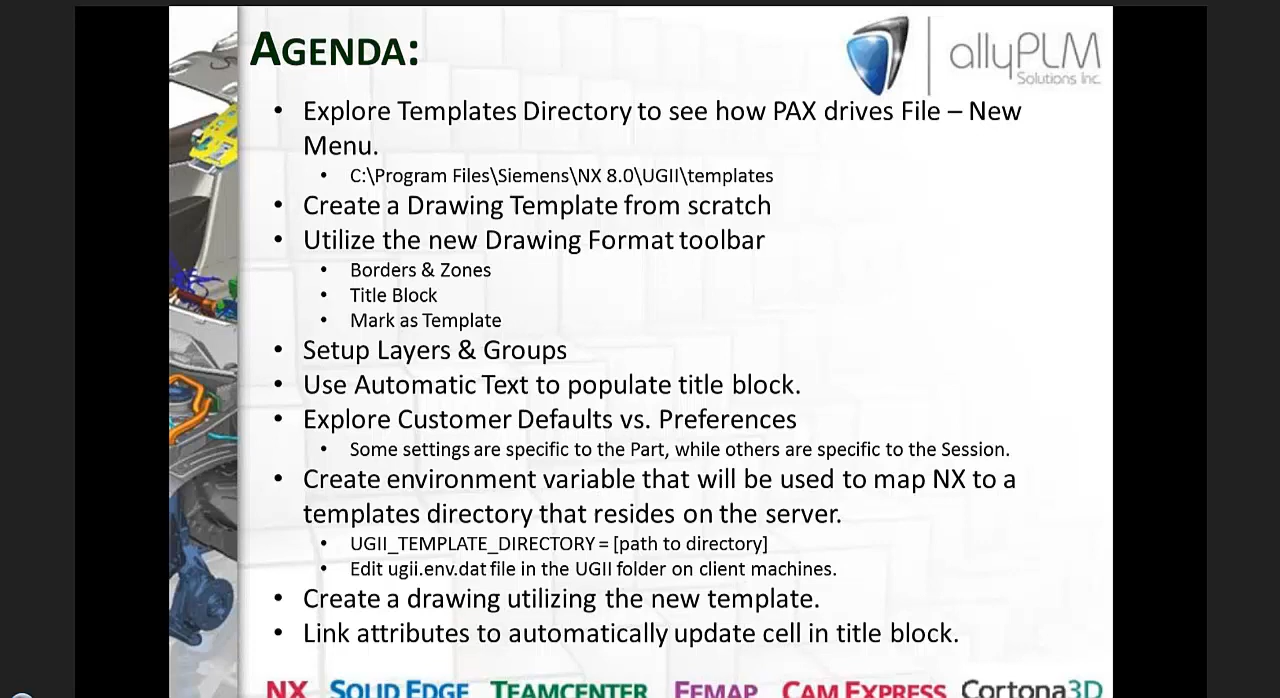 AGENDA:
allyPLM
Solutions Inc.
• Explore Templates Directory to see how PAX drives File – New
Menu.
• C:\Program Files\Siemens\NX 8.0\UGII\templates
• Create a Drawing Template from scratch
• Utilize the new Drawing Format toolbar
• Borders & Zones
• Title Block
• Mark as Template
• Setup Layers & Groups
• Use Automatic Text to populate title block.
• Explore Customer Defaults vs. Preferences
• Some settings are specific to the Part, while others are specific to the Session.
• Create environment variable that will be used to map NX to a
templates directory that resides on the server.
• UGII_TEMPLATE_DIRECTORY = [path to directory]
• Edit ugii.env.dat file in the UGII folder on client machines.
• Create a drawing utilizing the new template.
• Link attributes to automatically update cell in title block.
NX SOLID EDGE TEAMCENTER FEMAP CAM EXPRESS Cortona3D